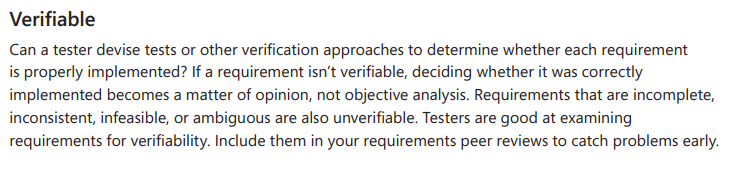 Verifiable
Can a tester devise tests or other verification approaches to determine whether each requirement
is properly implemented? If a requirement isn’t verifiable, deciding whether it was correctly
implemented becomes a matter of opinion, not objective analysis. Requirements that are incomplete,
inconsistent, infeasible, or ambiguous are also unverifiable. Testers are good at examining
requirements for verifiability. Include them in your requirements peer reviews to catch problems early.